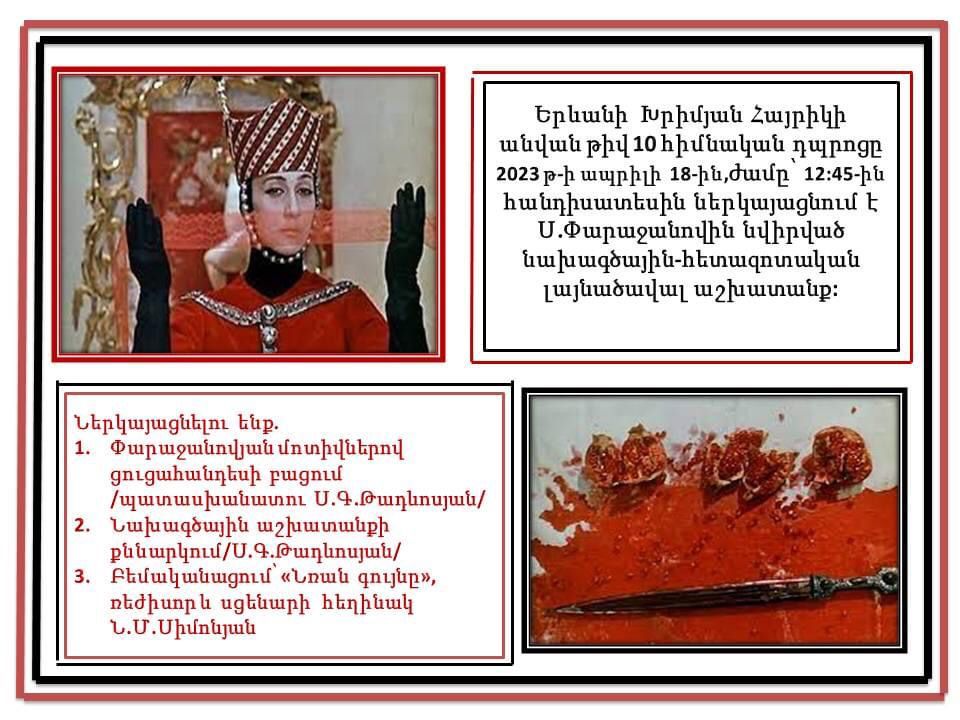 Երևանի Խրիմյան Հայրիկի
անվան թիվ 10 հիմնական դպրոցը
2023 թ-ի ապրիլի 18-ին,ժամը՝ 12:45-ին
հանդիսատեսին ներկայացնում է
Ս.Փարաջանովին նվիրված
նախագծային-հետազոտական
լայնածավալ աշխատանք:
Ներկայացնելու ենք.
1. Փարաջանովյան մոտիվներով
ցուցահանդեսի բացում
/պատասխանատու Ս.Գ.Թադևոսյան/
2. Նախագծային աշխատանքի
քննարկում/Ս.Գ.Թադևոսյան/
3. Բեմականացում՝ «Նռան գույնը»,
ռեժիսոր և սցենարի հեղինակ
Ն.Մ.Սիմոնյան